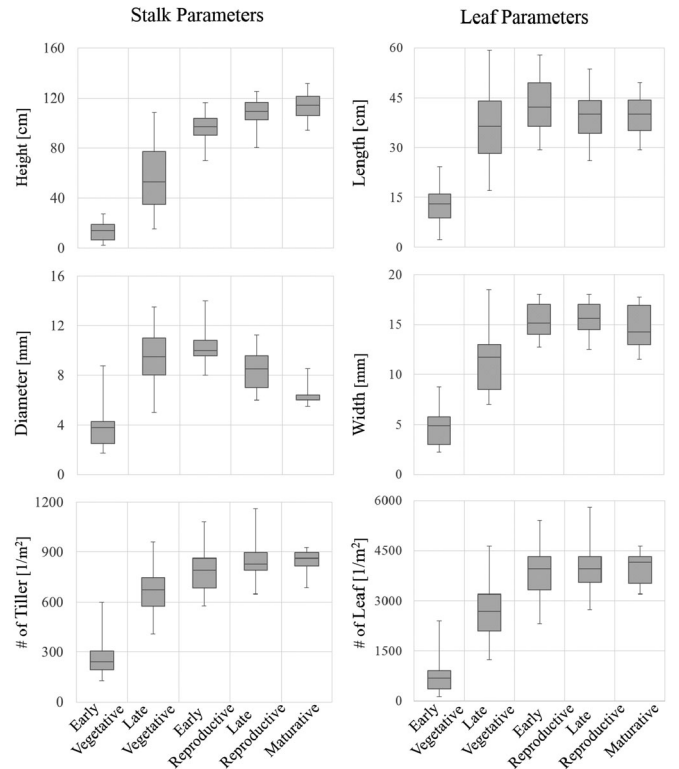 Stalk Parameters
Leaf Parameters
Height [cm]
160
120
80
40
0
Length [cm]
60
45
30
15
0
Diameter [mm]
16
12
8
4
0
Width [mm]
20
15
10
5
0
# of Tiller [1/m²]
1200
900
600
300
0
# of Leaf [1/m²]
6000
4500
3000
1500
0
Early
Vegetative
Late
Vegetative
Early
Reproductive
Late
Reproductive
Maturative
Early
Vegetative
Late
Vegetative
Early
Reproductive
Late
Reproductive
Maturative